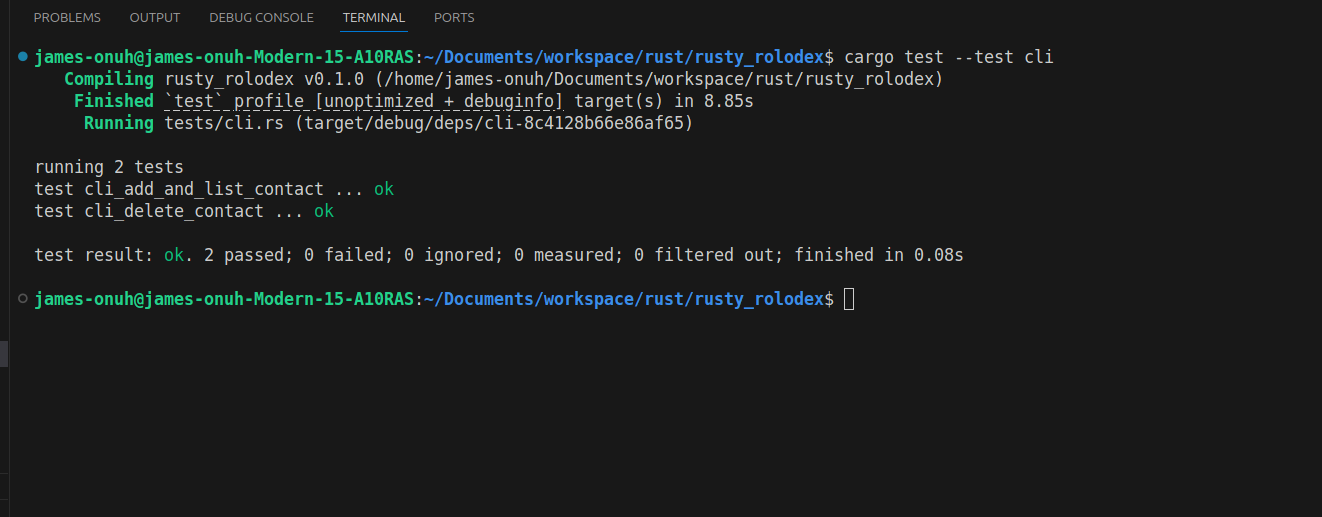 PROBLEMS OUTPUT DEBUG CONSOLE TERMINAL PORTS
james-onuh@james-onuh-Modern-15-A10RAS:~/Documents/workspace/rust/rusty_rolodex$ cargo test --test cli
Compiling rusty_rolodex v0.1.0 (/home/james-onuh/Documents/workspace/rust/rusty_rolodex)
Finished `test` profile [unoptimized + debuginfo] target(s) in 8.85s
Running tests/cli.rs (target/debug/deps/cli-8c4128b66e86af65)
running 2 tests
test cli_add_and_list_contact ... ok
test cli_delete_contact ... ok
test result: ok. 2 passed; 0 failed; 0 ignored; 0 measured; 0 filtered out; finished in 0.08s
james-onuh@james-onuh-Modern-15-A10RAS:~/Documents/workspace/rust/rusty_rolodex$